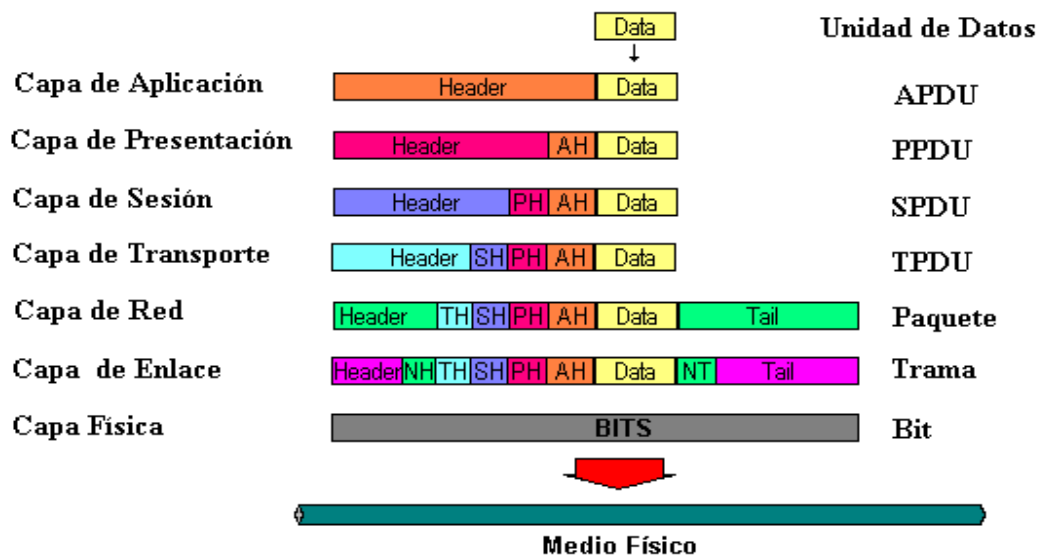 Data Unidad de Datos
Capa de Aplicación Header Data APDU
Capa de Presentación Header AH Data PPDU
Capa de Sesión Header PH AH Data SPDU
Capa de Transporte Header SH PH AH Data TPDU
Capa de Red Header TH SH PH AH Data Tail Paquete
Capa de Enlace Header NH TH SH PH AH Data NT Tail Trama
Capa Física BITS Bit
Medio Físico